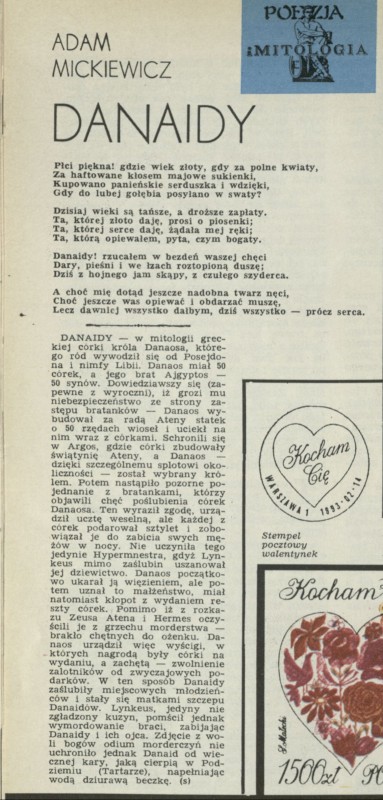 POEZJA
i MITOLOGIA
ADAM
MICKIEWICZ
DANAIDY
Płci piękna! gdzie wiek złoty, gdy za polne kwiaty,
Za haftowane kłosem majowe sukienki,
Kupowano panieńskie serduszka i wdzięki,
Gdy do lubej gołębia posyłano w swaty?
Dzisiaj wieki są tańsze, a droższe zapłaty.
Ta, której złoto daję, prosi o piosenki;
Ta, której serce daję, żądała mej ręki;
Ta, którą opiewałem, pyta, czym bogaty.
Danaidy! rzucałem w bezdeń waszej chęci
Dary, pieśni i we łzach roztopioną duszę;
Dziś z hojnego jam skąpy, z czułego szyderca.
A choć mię dotąd jeszcze nadobna twarz nęci,
Choć jeszcze was opiewać i obdarzać muszę,
Lecz dawniej wszystko dałbym, dziś wszystko — prócz serca.
DANAIDY — w mitologii grec-
kiej córki króla Danaosa, które-
go ród wywodził się od Posejdo-
na i nimfy Libii. Danaos miał 50
córek, a jego brat Ajgyptos —
50 synów. Dowiedziawszy się (za-
pewne z wyroczni), iż grozi mu
niebezpieczeństwo ze strony za-
stępu bratanków — Danaos wy-
budował za radą Ateny statek
o 50 rzędach wioseł i uciekł na
nim wraz z córkami. Schronili się
w Argos, gdzie córki zbudowały
świątynię Ateny, a Danaos —
dzięki szczególnemu splotowi oko-
liczności — został wybrany kró-
lem. Potem nastąpiło pozorne po-
jednanie z bratankami, którzy
objawili chęć poślubienia córek
Danaosa. Ten wyraził zgodę, urzą-
dził ucztę weselną, ale każdej z
córek podarował sztylet i zobo-
wiązał je do zabicia swych mę-
żów w nocy. Nie uczyniła tego
jedynie Hypermnestra, gdyż Lyn-
keus mimo zaślubin uszanował
jej dziewictwo. Danaos początko-
wo ukarał ją więzieniem, ale po-
tem uznał to małżeństwo, miał
natomiast kłopot z wydaniem re-
szty córek. Pomimo iż z rozka-
zu Zeusa Atena i Hermes oczy-
ścili je z grzechu morderstwa —
brakło chętnych do ożenku. Da-
naos urządził więc wyścigi, w
których nagrodą były córki na
wydaniu, a zachętą — zwolnienie
zalotników od zwyczajowych po-
darków. W ten sposób Danaidy
zaślubiły miejscowych młodzień-
ców i stały się matkami szczepu
Danaidów. Lynkeus, jedyny nie
zgładzony kuzyn, pomścił jednak
wymordowanie braci, zabijając
Danaidy i ich ojca. Zdjęcie z wo-
li bogów odium morderczyń nie
uchroniło jednak Danaid od wie-
cznej kary, jaką cierpią w Pod-
ziemiu (Tartarze), napełniając
wodą dziurawą beczkę. (s)
Kocham
Cię
WARSZAWA 1 1993-02-14
Stempel
pocztowy
walentynek
Kocham
1500zł PO